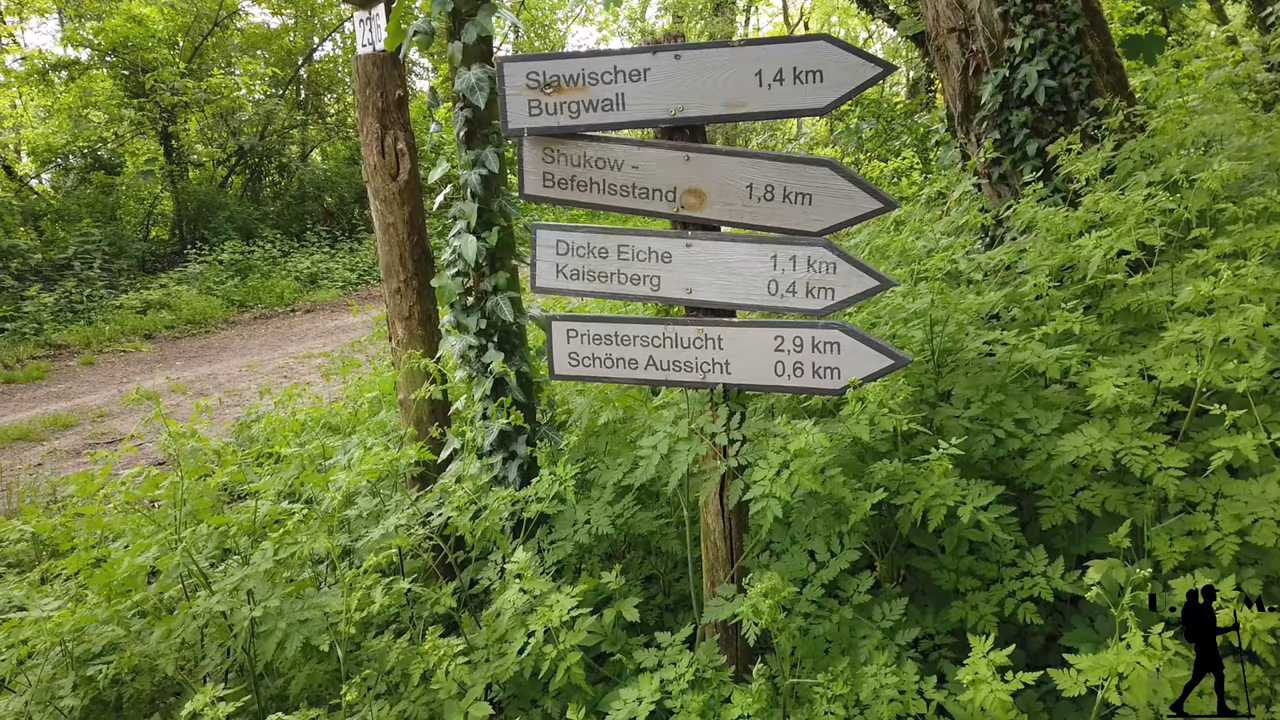 2316
Slawischer 1,4 km
Burgwall
Shukow -
Befehlsstand 1,8 km
Dicke Eiche 1,1 km
Kaiserberg 0,4 km
Priesterschlucht 2,9 km
Schöne Aussicht 0,6 km
U. M.